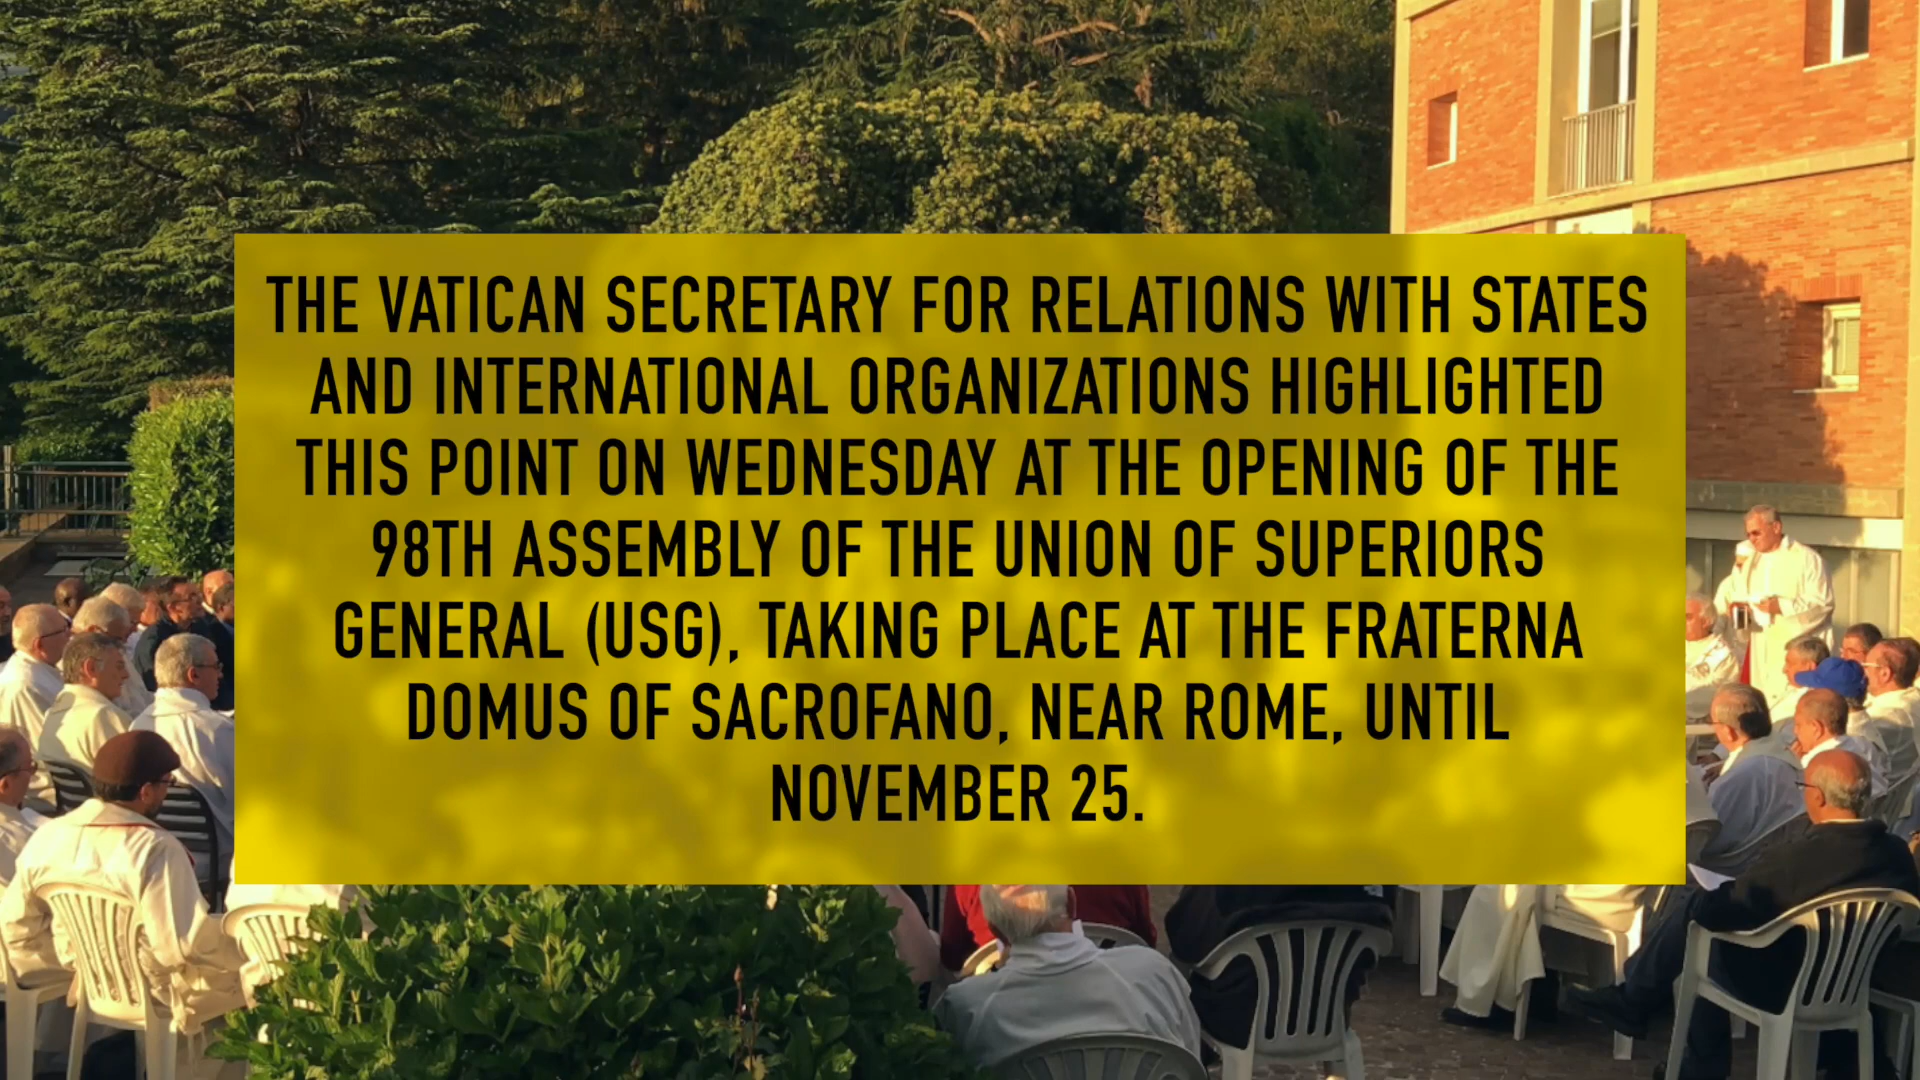 THE VATICAN SECRETARY FOR RELATIONS WITH STATES
AND INTERNATIONAL ORGANIZATIONS HIGHLIGHTED
THIS POINT ON WEDNESDAY AT THE OPENING OF THE
98TH ASSEMBLY OF THE UNION OF SUPERIORS
GENERAL (USG), TAKING PLACE AT THE FRATERNA
DOMUS OF SACROFANO, NEAR ROME, UNTIL
NOVEMBER 25.